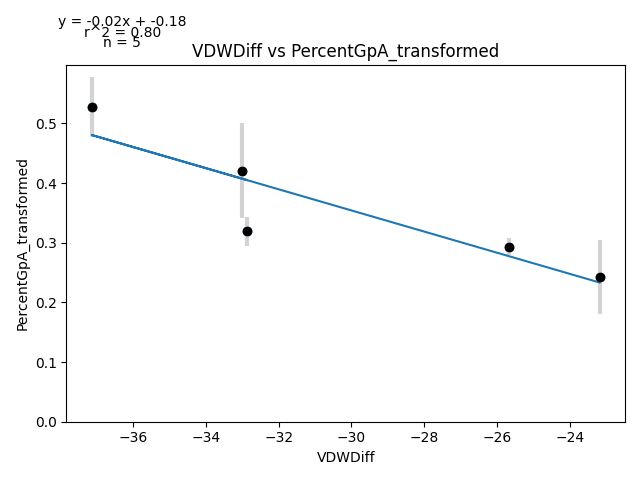 y = -0.02x + -0.18
r^2 = 0.80
n = 5
VDWDiff vs PercentGpA_transformed
PercentGpA_transformed
0.5
0.4
0.3
0.2
0.1
0.0
−36
−34
−32
−30
−28
−26
−24
VDWDiff